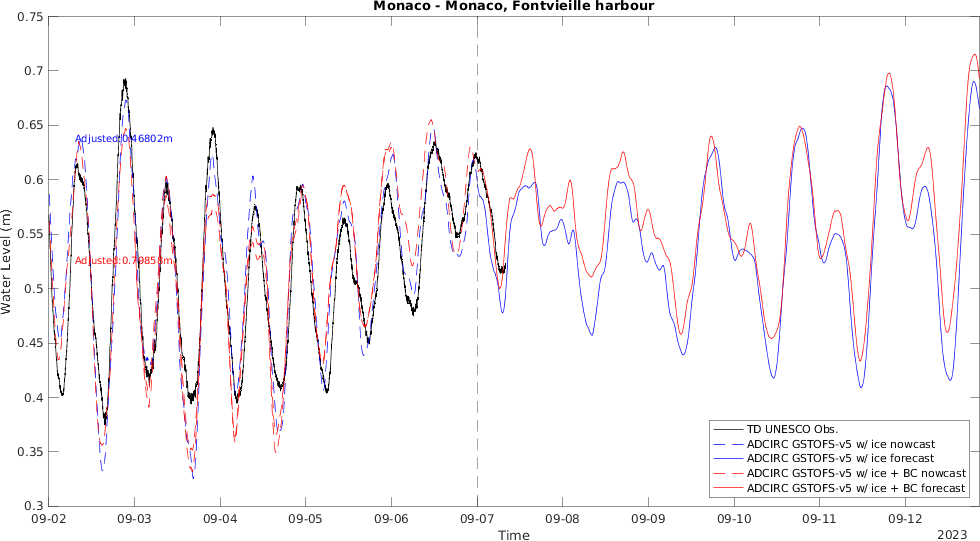 Monaco - Monaco, Fontvieille harbour
0.75
0.7
0.65
0.6
0.55
0.5
0.45
0.4
0.35
0.3
Water Level (m)
Adjusted:0.46802m
Adjusted:0.79858m
TD UNESCO Obs.
ADCIRC GSTOFS-v5 w/ ice nowcast
ADCIRC GSTOFS-v5 w/ ice forecast
ADCIRC GSTOFS-v5 w/ ice + BC nowcast
ADCIRC GSTOFS-v5 w/ ice + BC forecast
09-02 09-03 09-04 09-05 09-06 09-07 09-08 09-09 09-10 09-11 09-12
Time
2023